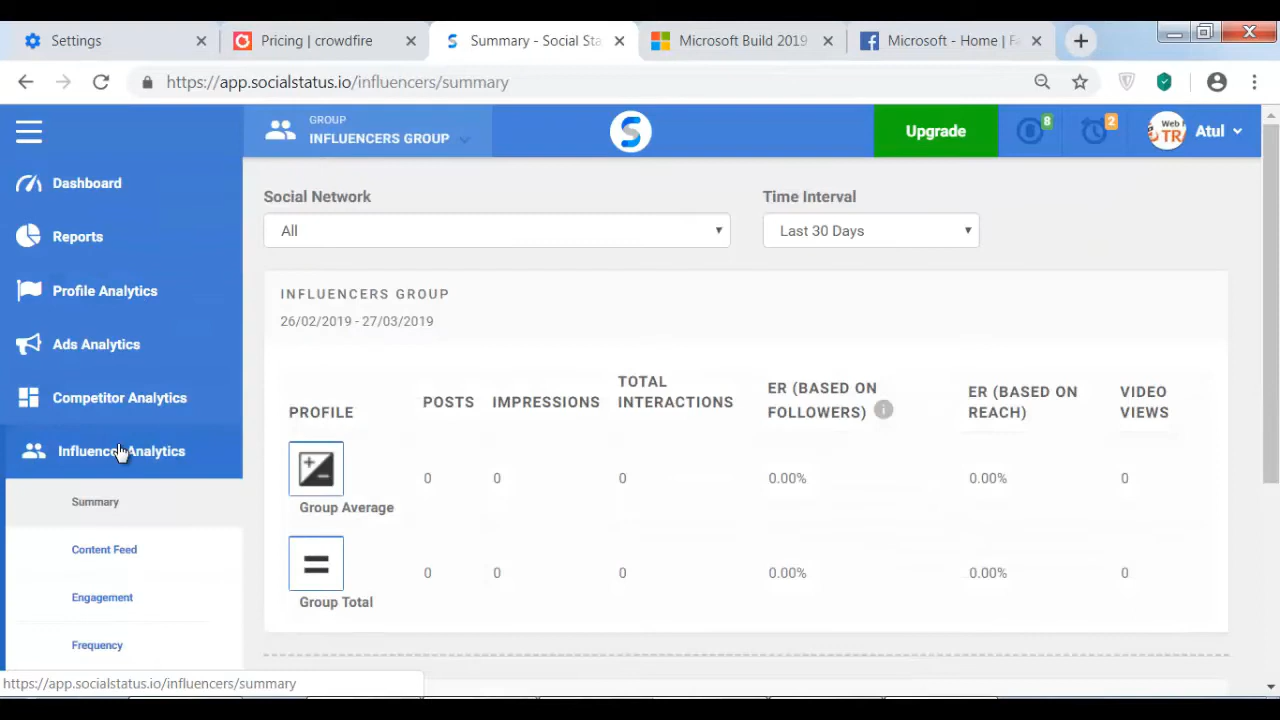 Settings
Pricing | crowdfire
Summary - Social Sta
Microsoft Build 2019
Microsoft - Home | Fa
https://app.socialstatus.io/influencers/summary
GROUP
INFLUENCERS GROUP
Upgrade
8
2
Web
TR
Atul
Dashboard
Reports
Profile Analytics
Ads Analytics
Competitor Analytics
Influencer Analytics
Summary
Content Feed
Engagement
Frequency
Social Network
Time Interval
All
Last 30 Days
INFLUENCERS GROUP
26/02/2019 - 27/03/2019
PROFILE
POSTS
IMPRESSIONS
TOTAL
INTERACTIONS
ER (BASED ON
FOLLOWERS)
ER (BASED ON
REACH)
VIDEO
VIEWS
Group Average
0 0 0 0.00% 0.00% 0
Group Total
0 0 0 0.00% 0.00% 0
https://app.socialstatus.io/influencers/summary